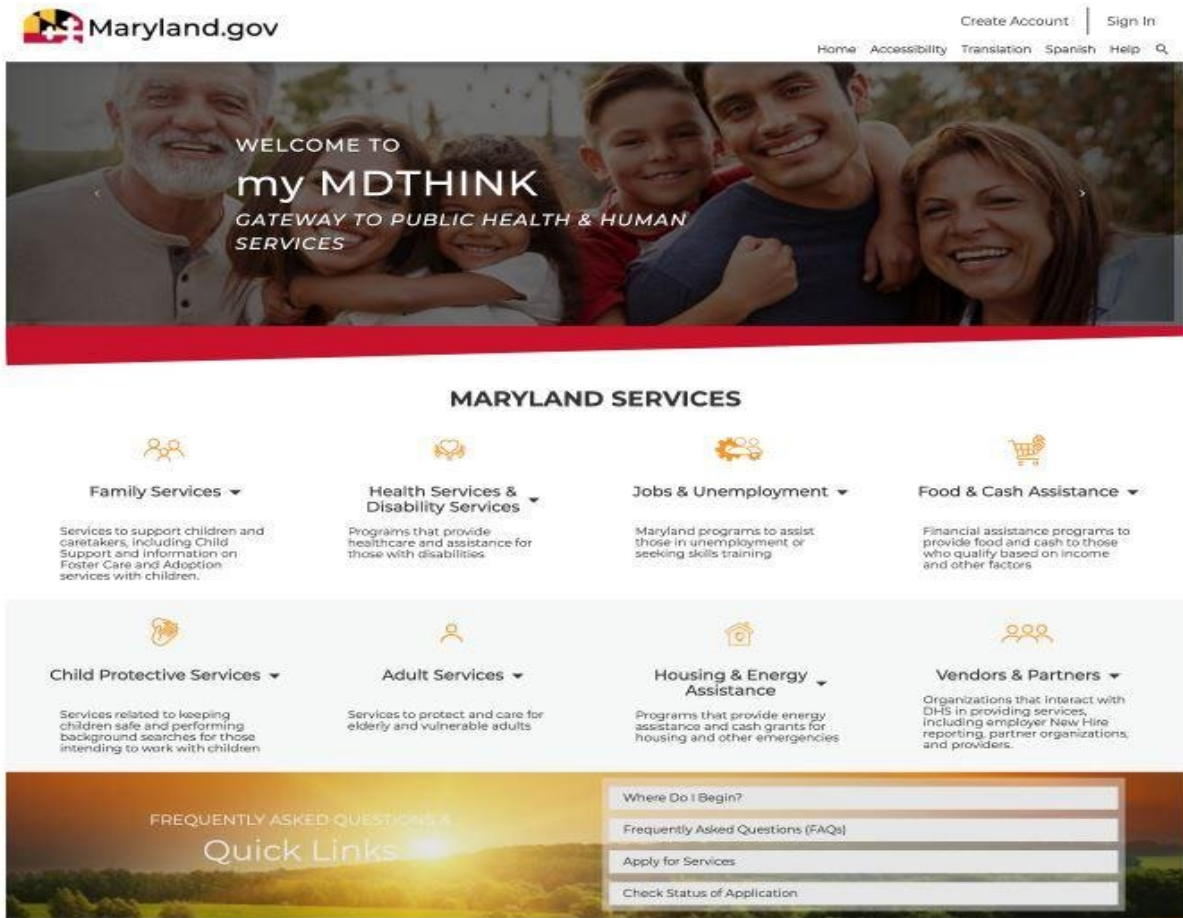 Maryland.gov
Create Account
Sign In
Home Accessibility Translation Spanish Help
WELCOME TO
my MDTHINK
GATEWAY TO PUBLIC HEALTH & HUMAN
SERVICES
MARYLAND SERVICES
Family Services
Services to support children and
caretakers, including Child
Support and information on
Foster Care and Adoption
services with children.
Health Services &
Disability Services
Programs that provide
healthcare and assistance for
those with disabilities
Jobs & Unemployment
Maryland programs to assist
those in unemployment or
seeking skills training
Food & Cash Assistance
Financial assistance programs to
provide food and cash to those
who qualify based on income
and other factors
Child Protective Services
Services related to keeping
children safe and performing
background searches for those
intending to work with children
Adult Services
Services to protect and care for
elderly and vulnerable adults
Housing & Energy
Assistance
Programs that provide energy
assistance and cash grants for
housing and other emergencies
Vendors & Partners
Organizations that interact with
DHS in providing services,
including employer New Hire
reporting, partner organizations,
and providers.
FREQUENTLY ASKED QUESTIONS &
Quick Links
Where Do I Begin?
Frequently Asked Questions (FAQs)
Apply for Services
Check Status of Application